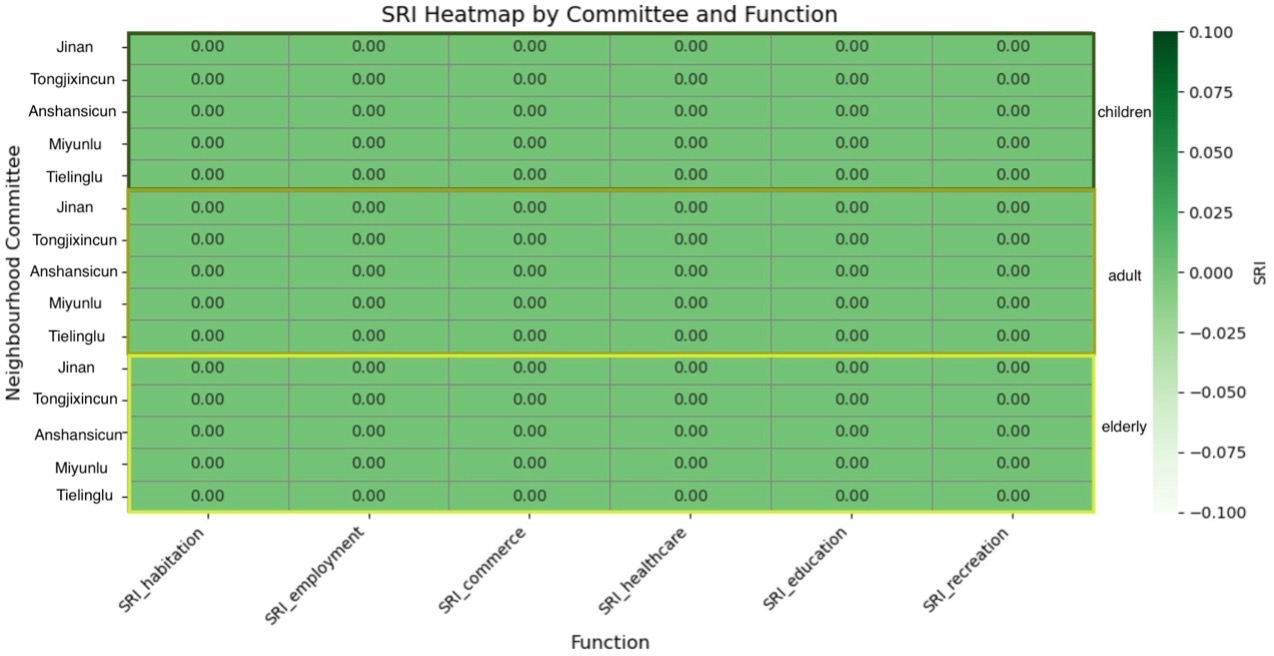 SRI Heatmap by Committee and Function
Neighbourhood Committee
Jinan 0.00 0.00 0.00 0.00 0.00 0.00
Tongjixincun 0.00 0.00 0.00 0.00 0.00 0.00
Anshansicun 0.00 0.00 0.00 0.00 0.00 0.00
Miyunlu 0.00 0.00 0.00 0.00 0.00 0.00
Tielinglu 0.00 0.00 0.00 0.00 0.00 0.00
children
Jinan 0.00 0.00 0.00 0.00 0.00 0.00
Tongjixincun 0.00 0.00 0.00 0.00 0.00 0.00
Anshansicun 0.00 0.00 0.00 0.00 0.00 0.00
Miyunlu 0.00 0.00 0.00 0.00 0.00 0.00
Tielinglu 0.00 0.00 0.00 0.00 0.00 0.00
adult
Jinan 0.00 0.00 0.00 0.00 0.00 0.00
Tongjixincun 0.00 0.00 0.00 0.00 0.00 0.00
Anshansicun 0.00 0.00 0.00 0.00 0.00 0.00
Miyunlu 0.00 0.00 0.00 0.00 0.00 0.00
Tielinglu 0.00 0.00 0.00 0.00 0.00 0.00
elderly
SRI_habitation
SRI_employment
SRI_commerce
SRI_healthcare
SRI_education
SRI_recreation
Function
0.100
0.075
0.050
0.025
0.000
−0.025
−0.050
−0.075
−0.100
SRI